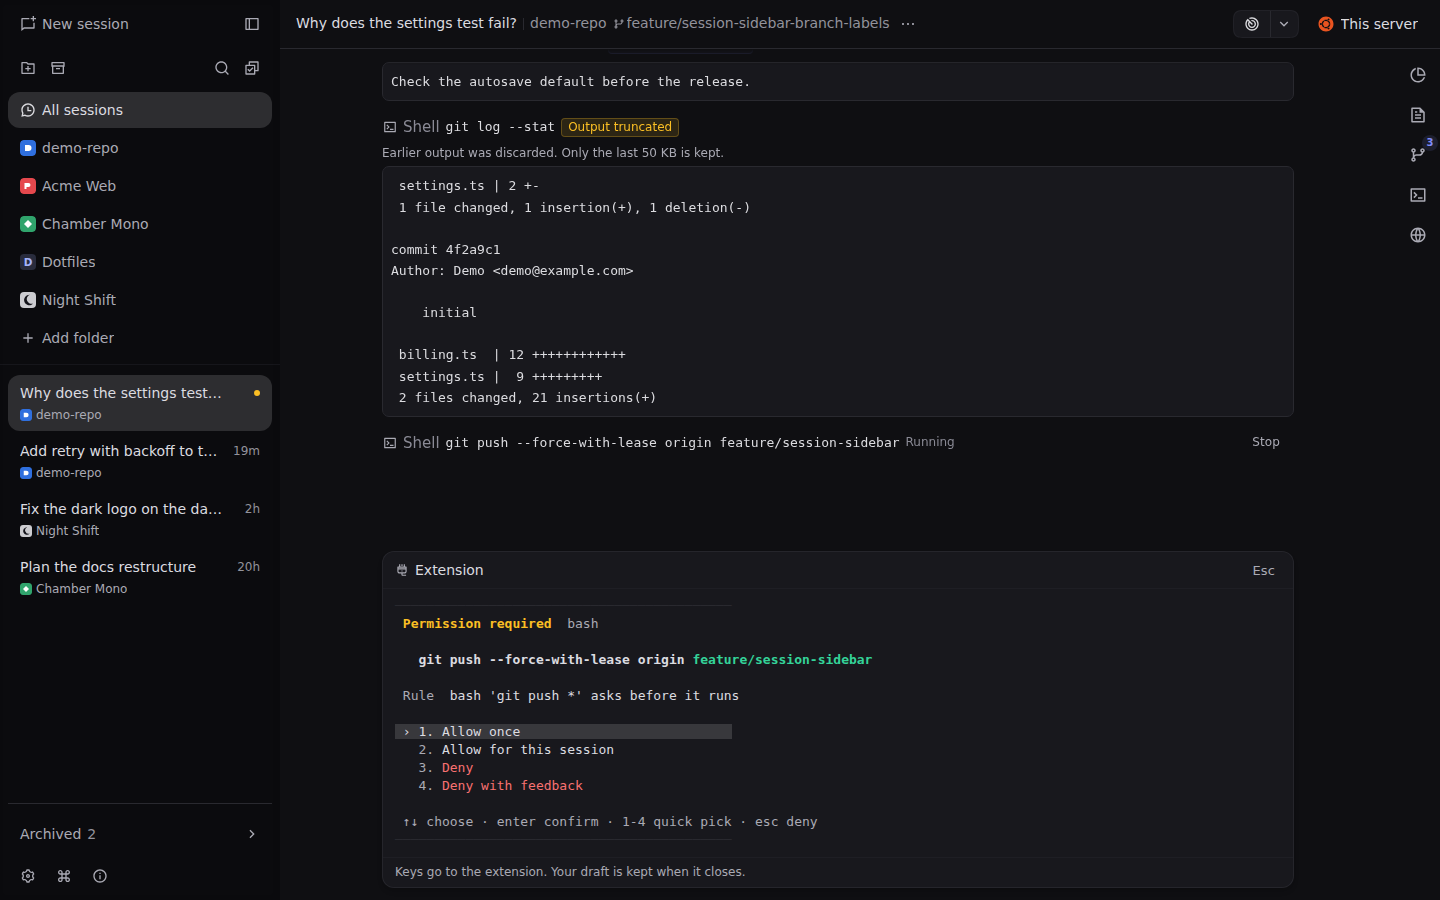 New session
All sessions
demo-repo
Acme Web
Chamber Mono
D Dotfiles
Night Shift
Add folder
Why does the settings test…
demo-repo
Add retry with backoff to t… 19m
demo-repo
Fix the dark logo on the da… 2h
Night Shift
Plan the docs restructure 20h
Chamber Mono
Archived 2
Why does the settings test fail? demo-repo feature/session-sidebar-branch-labels ⋯
This server
3
Check the autosave default before the release.
Shell git log --stat Output truncated
Earlier output was discarded. Only the last 50 KB is kept.
settings.ts | 2 +-
1 file changed, 1 insertion(+), 1 deletion(-)
commit 4f2a9c1
Author: Demo <demo@example.com>
initial
billing.ts  | 12 ++++++++++++
settings.ts |  9 +++++++++
2 files changed, 21 insertions(+)
Shell git push --force-with-lease origin feature/session-sidebar Running Stop
Extension Esc
Permission required  bash
git push --force-with-lease origin feature/session-sidebar
Rule  bash 'git push *' asks before it runs
› 1. Allow once
2. Allow for this session
3. Deny
4. Deny with feedback
↑↓ choose · enter confirm · 1-4 quick pick · esc deny
Keys go to the extension. Your draft is kept when it closes.